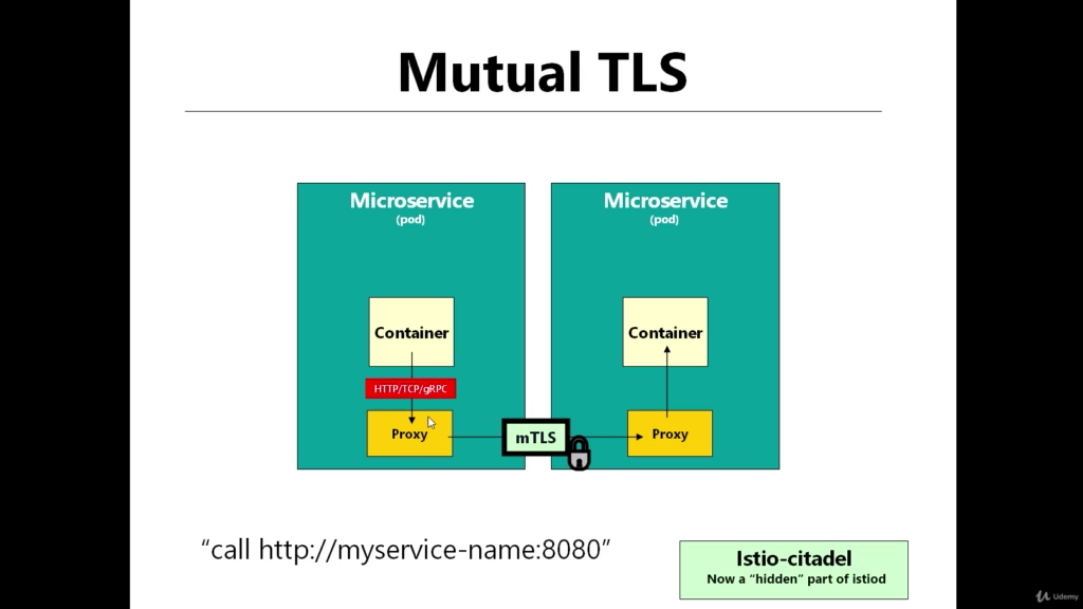 Mutual TLS
Microservice
(pod)
Microservice
(pod)
Container
Container
HTTP/TCP/gRPC
Proxy
mTLS
Proxy
“call http://myservice-name:8080”
Istio-citadel
Now a “hidden” part of istiod
Udemy